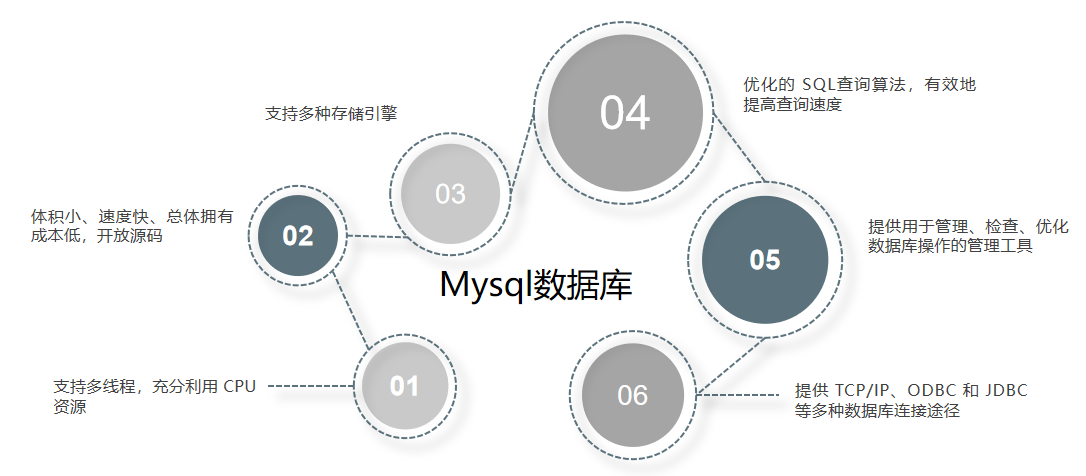 04
优化的 SQL查询算法，有效地
提高查询速度
支持多种存储引擎
03
体积小、速度快、总体拥有
成本低，开放源码
02
05
提供用于管理、检查、优化
数据库操作的管理工具
Mysql数据库
支持多线程，充分利用 CPU
资源
01
06
提供 TCP/IP、ODBC 和 JDBC
等多种数据库连接途径